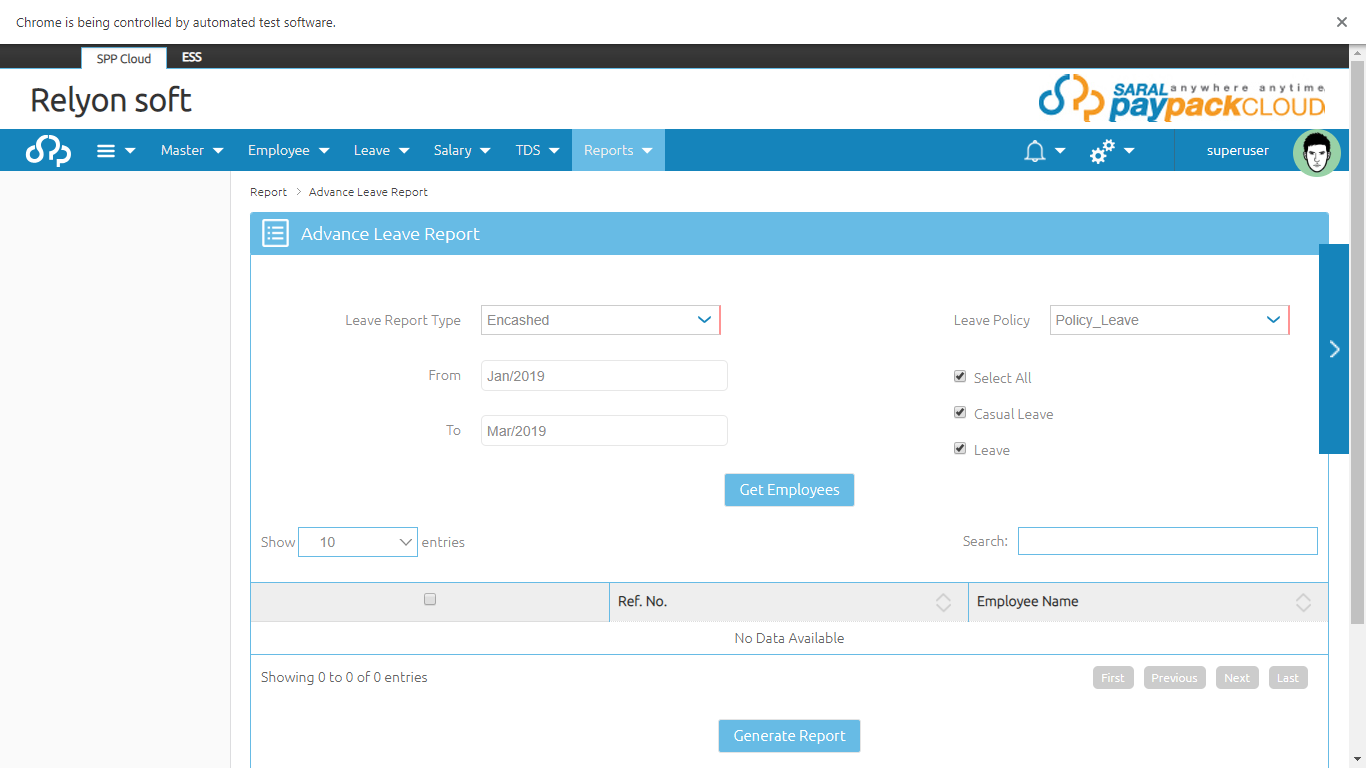 Chrome is being controlled by automated test software.
SPP Cloud ESS
Relyon soft
SARAL anywhere anytime
paypackCLOUD
Master Employee Leave Salary TDS Reports superuser
Report > Advance Leave Report
Advance Leave Report
Leave Report Type Encashed Leave Policy Policy_Leave
From Jan/2019 Select All
Casual Leave
To Mar/2019
Leave
Get Employees
Show 10 entries Search:
Ref. No. Employee Name
No Data Available
Showing 0 to 0 of 0 entries First Previous Next Last
Generate Report